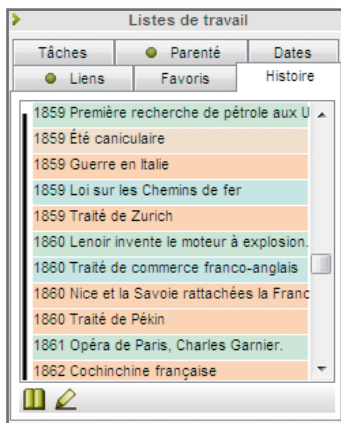 Listes de travail
Tâches Parenté Dates
Liens Favoris Histoire
1859 Première recherche de pétrole aux U
1859 Été caniculaire
1859 Guerre en Italie
1859 Loi sur les Chemins de fer
1859 Traité de Zurich
1860 Lenoir invente le moteur à explosion.
1860 Traité de commerce franco-anglais
1860 Nice et la Savoie rattachées la Franc
1860 Traité de Pékin
1861 Opéra de Paris, Charles Garnier.
1862 Cochinchine française